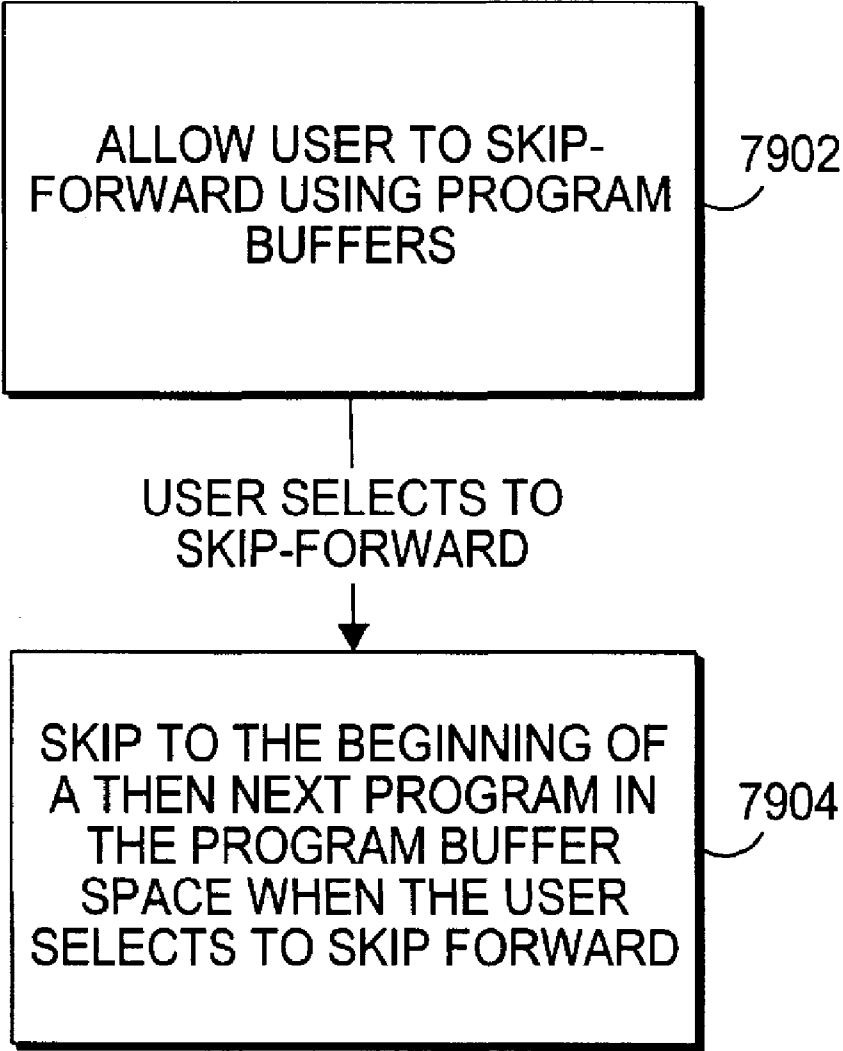 ALLOW USER TO SKIP-
FORWARD USING PROGRAM
BUFFERS
7902
USER SELECTS TO
SKIP-FORWARD
SKIP TO THE BEGINNING OF
A THEN NEXT PROGRAM IN
THE PROGRAM BUFFER
SPACE WHEN THE USER
SELECTS TO SKIP FORWARD
7904